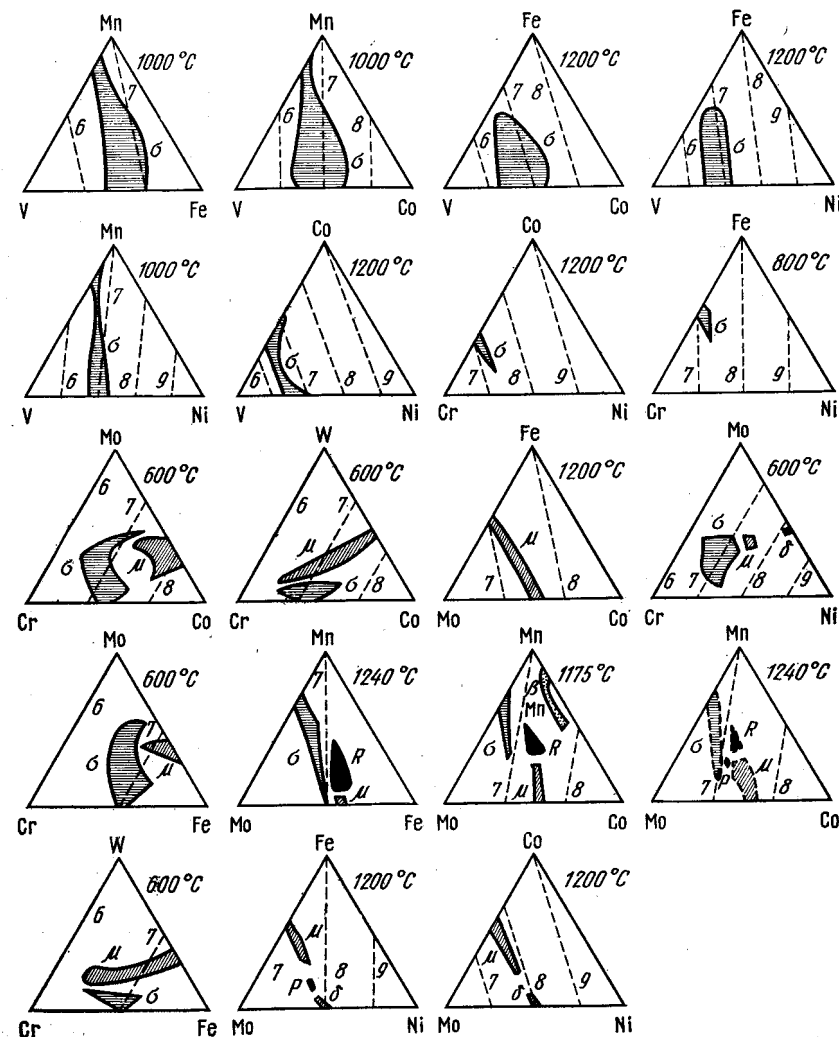 Mn Mn Fe Fe
1000°C 1000°C 1200°C 1200°C
6 7 σ 6 7 8 σ 6 7 8 σ 6 7 8 9 σ
V Fe V Co V Co V Ni
Mn Co Co Fe
1000°C 1200°C 1200°C 800°C
6 7 σ 8 9 6 σ 7 8 9 7 σ 8 9 7 σ 8 9
V Ni V Ni Cr Ni Cr Ni
Mo W Fe Mo
600°C 600°C 1200°C 600°C
6 7 σ μ 8 6 7 μ σ 8 7 μ 8 6 σ 7 μ 8 δ 9
Cr Co Cr Co Mo Co Cr Ni
Mo Mn Mn Mn
600°C 1240°C 1175°C 1240°C
6 7 σ μ 7 σ R μ β Mn σ R 7 μ 8 σ R P μ 7 8
Cr Fe Mo Fe Mo Co Mo Co
W Fe Co
600°C 1200°C 1200°C
6 7 μ σ 7 μ P 8 δ 9 μ 7 δ 8 9
Cr Fe Mo Ni Mo Ni